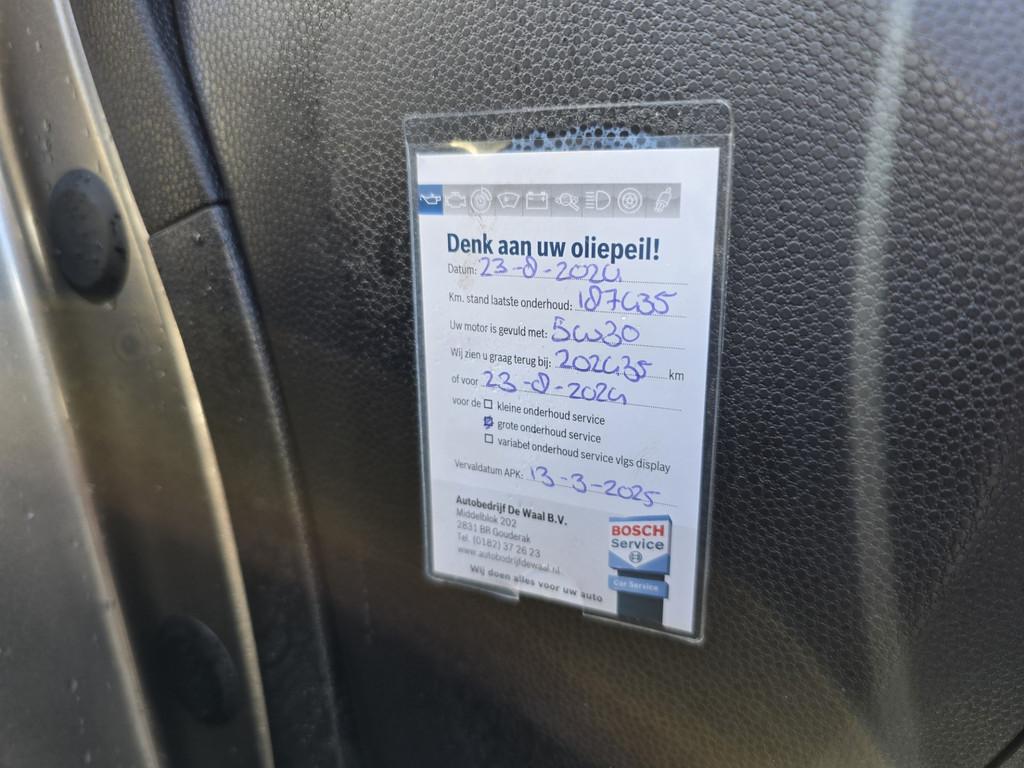 Denk aan uw oliepeil!
Datum: 23-8-2024
Km. stand laatste onderhoud: 187435
Uw motor is gevuld met: 5w30
Wij zien u graag terug bij: 202435 km
of voor 23-8-2024
voor de kleine onderhoud service
grote onderhoud service
variabel onderhoud service vlgs display
Vervaldatum APK: 13-3-2025
Autobedrijf De Waal B.V.
Middelblok 202
2831 BR Gouderak
Tel. (0182) 37 26 23
www.autobedrijfdewaal.nl
Wij doen alles voor uw auto
BOSCH
Service
Car Service